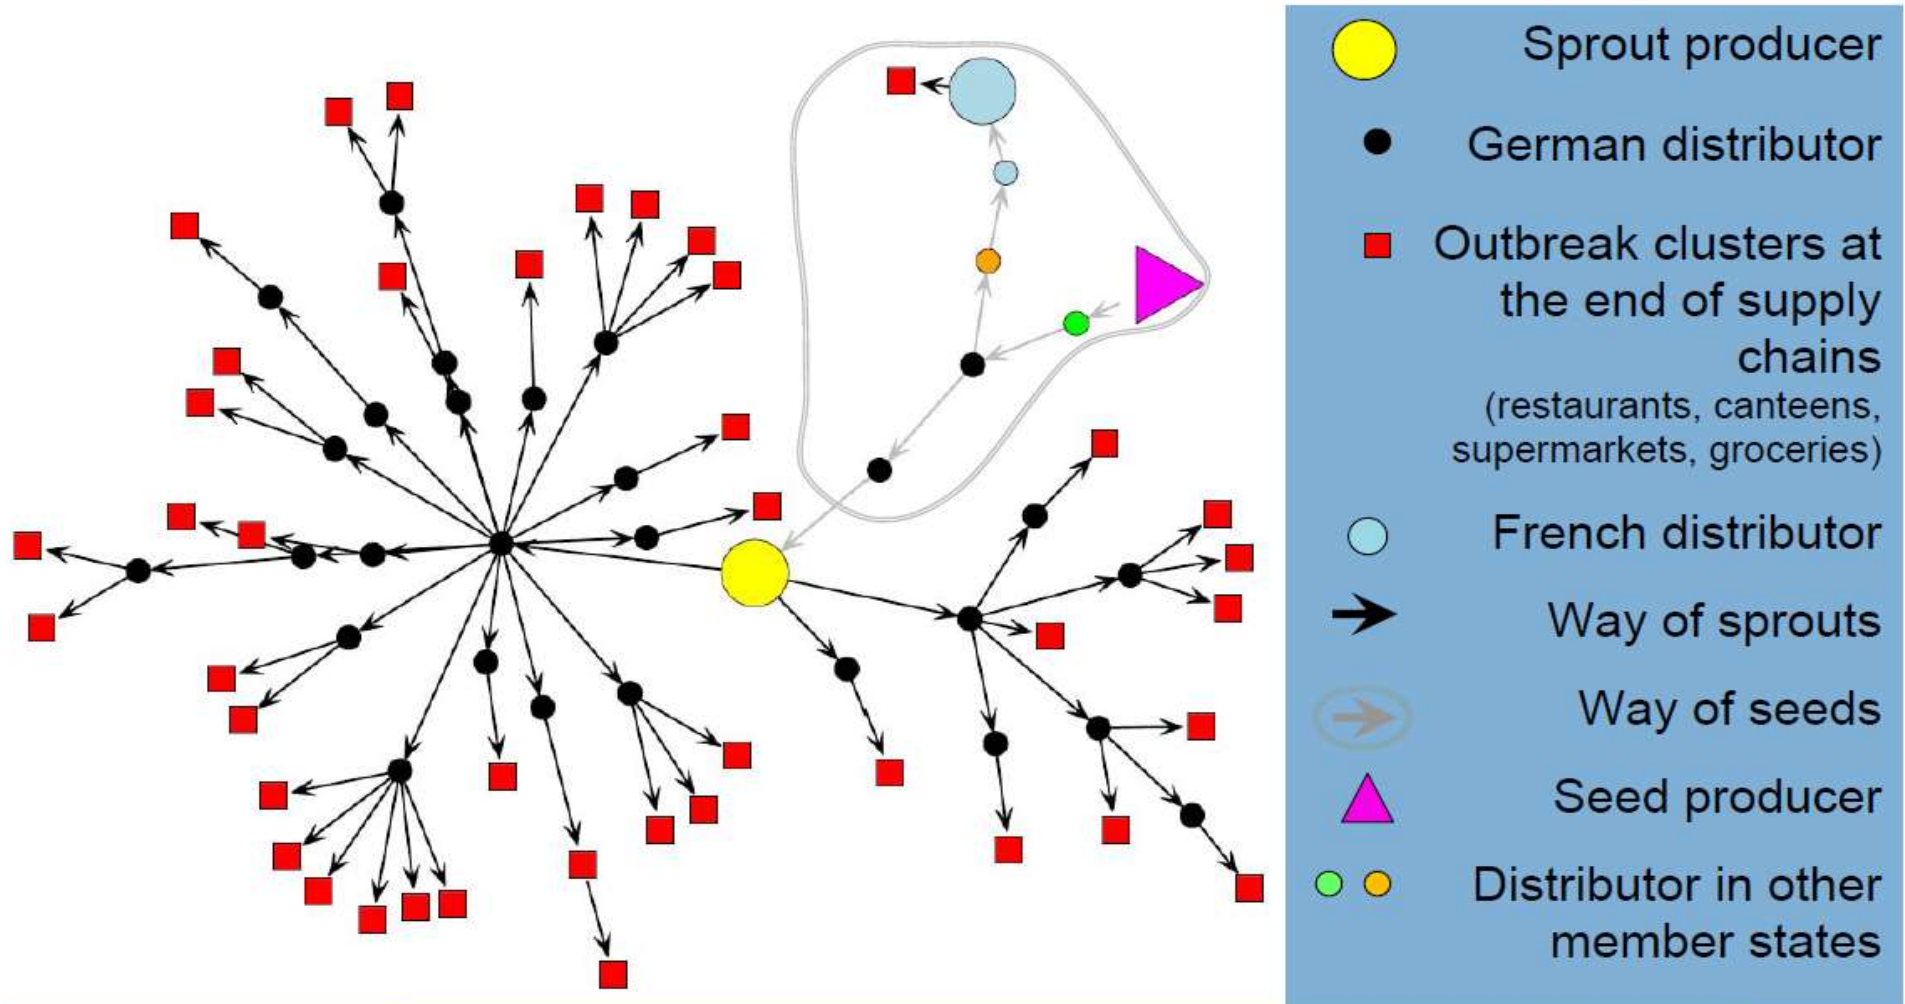 Sprout producer
German distributor
Outbreak clusters at
the end of supply
chains
(restaurants, canteens,
supermarkets, groceries)
French distributor
Way of sprouts
Way of seeds
Seed producer
Distributor in other
member states